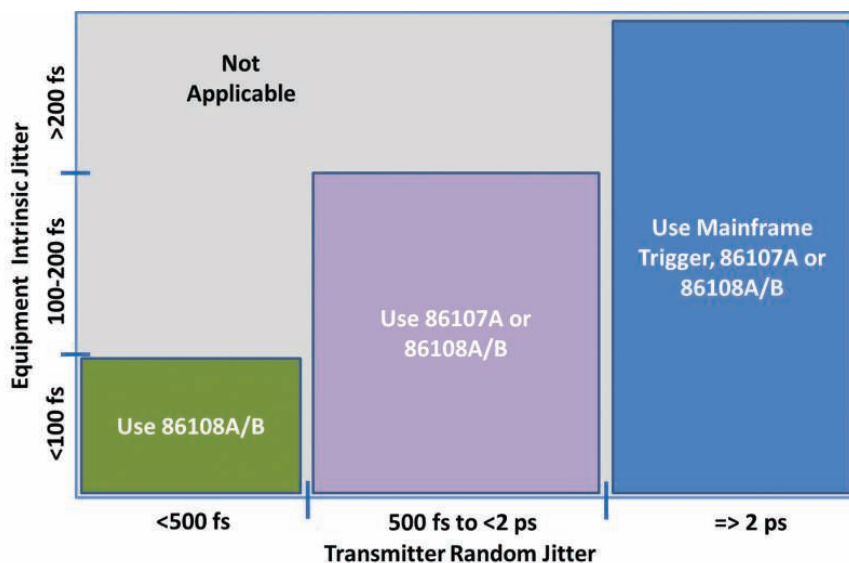 Not
Applicable
Equipment Intrinsic Jitter
>200 fs
100-200 fs
<100 fs
Use Mainframe
Trigger, 86107A or
86108A/B
Use 86107A or
86108A/B
Use 86108A/B
<500 fs
500 fs to <2 ps
=> 2 ps
Transmitter Random Jitter